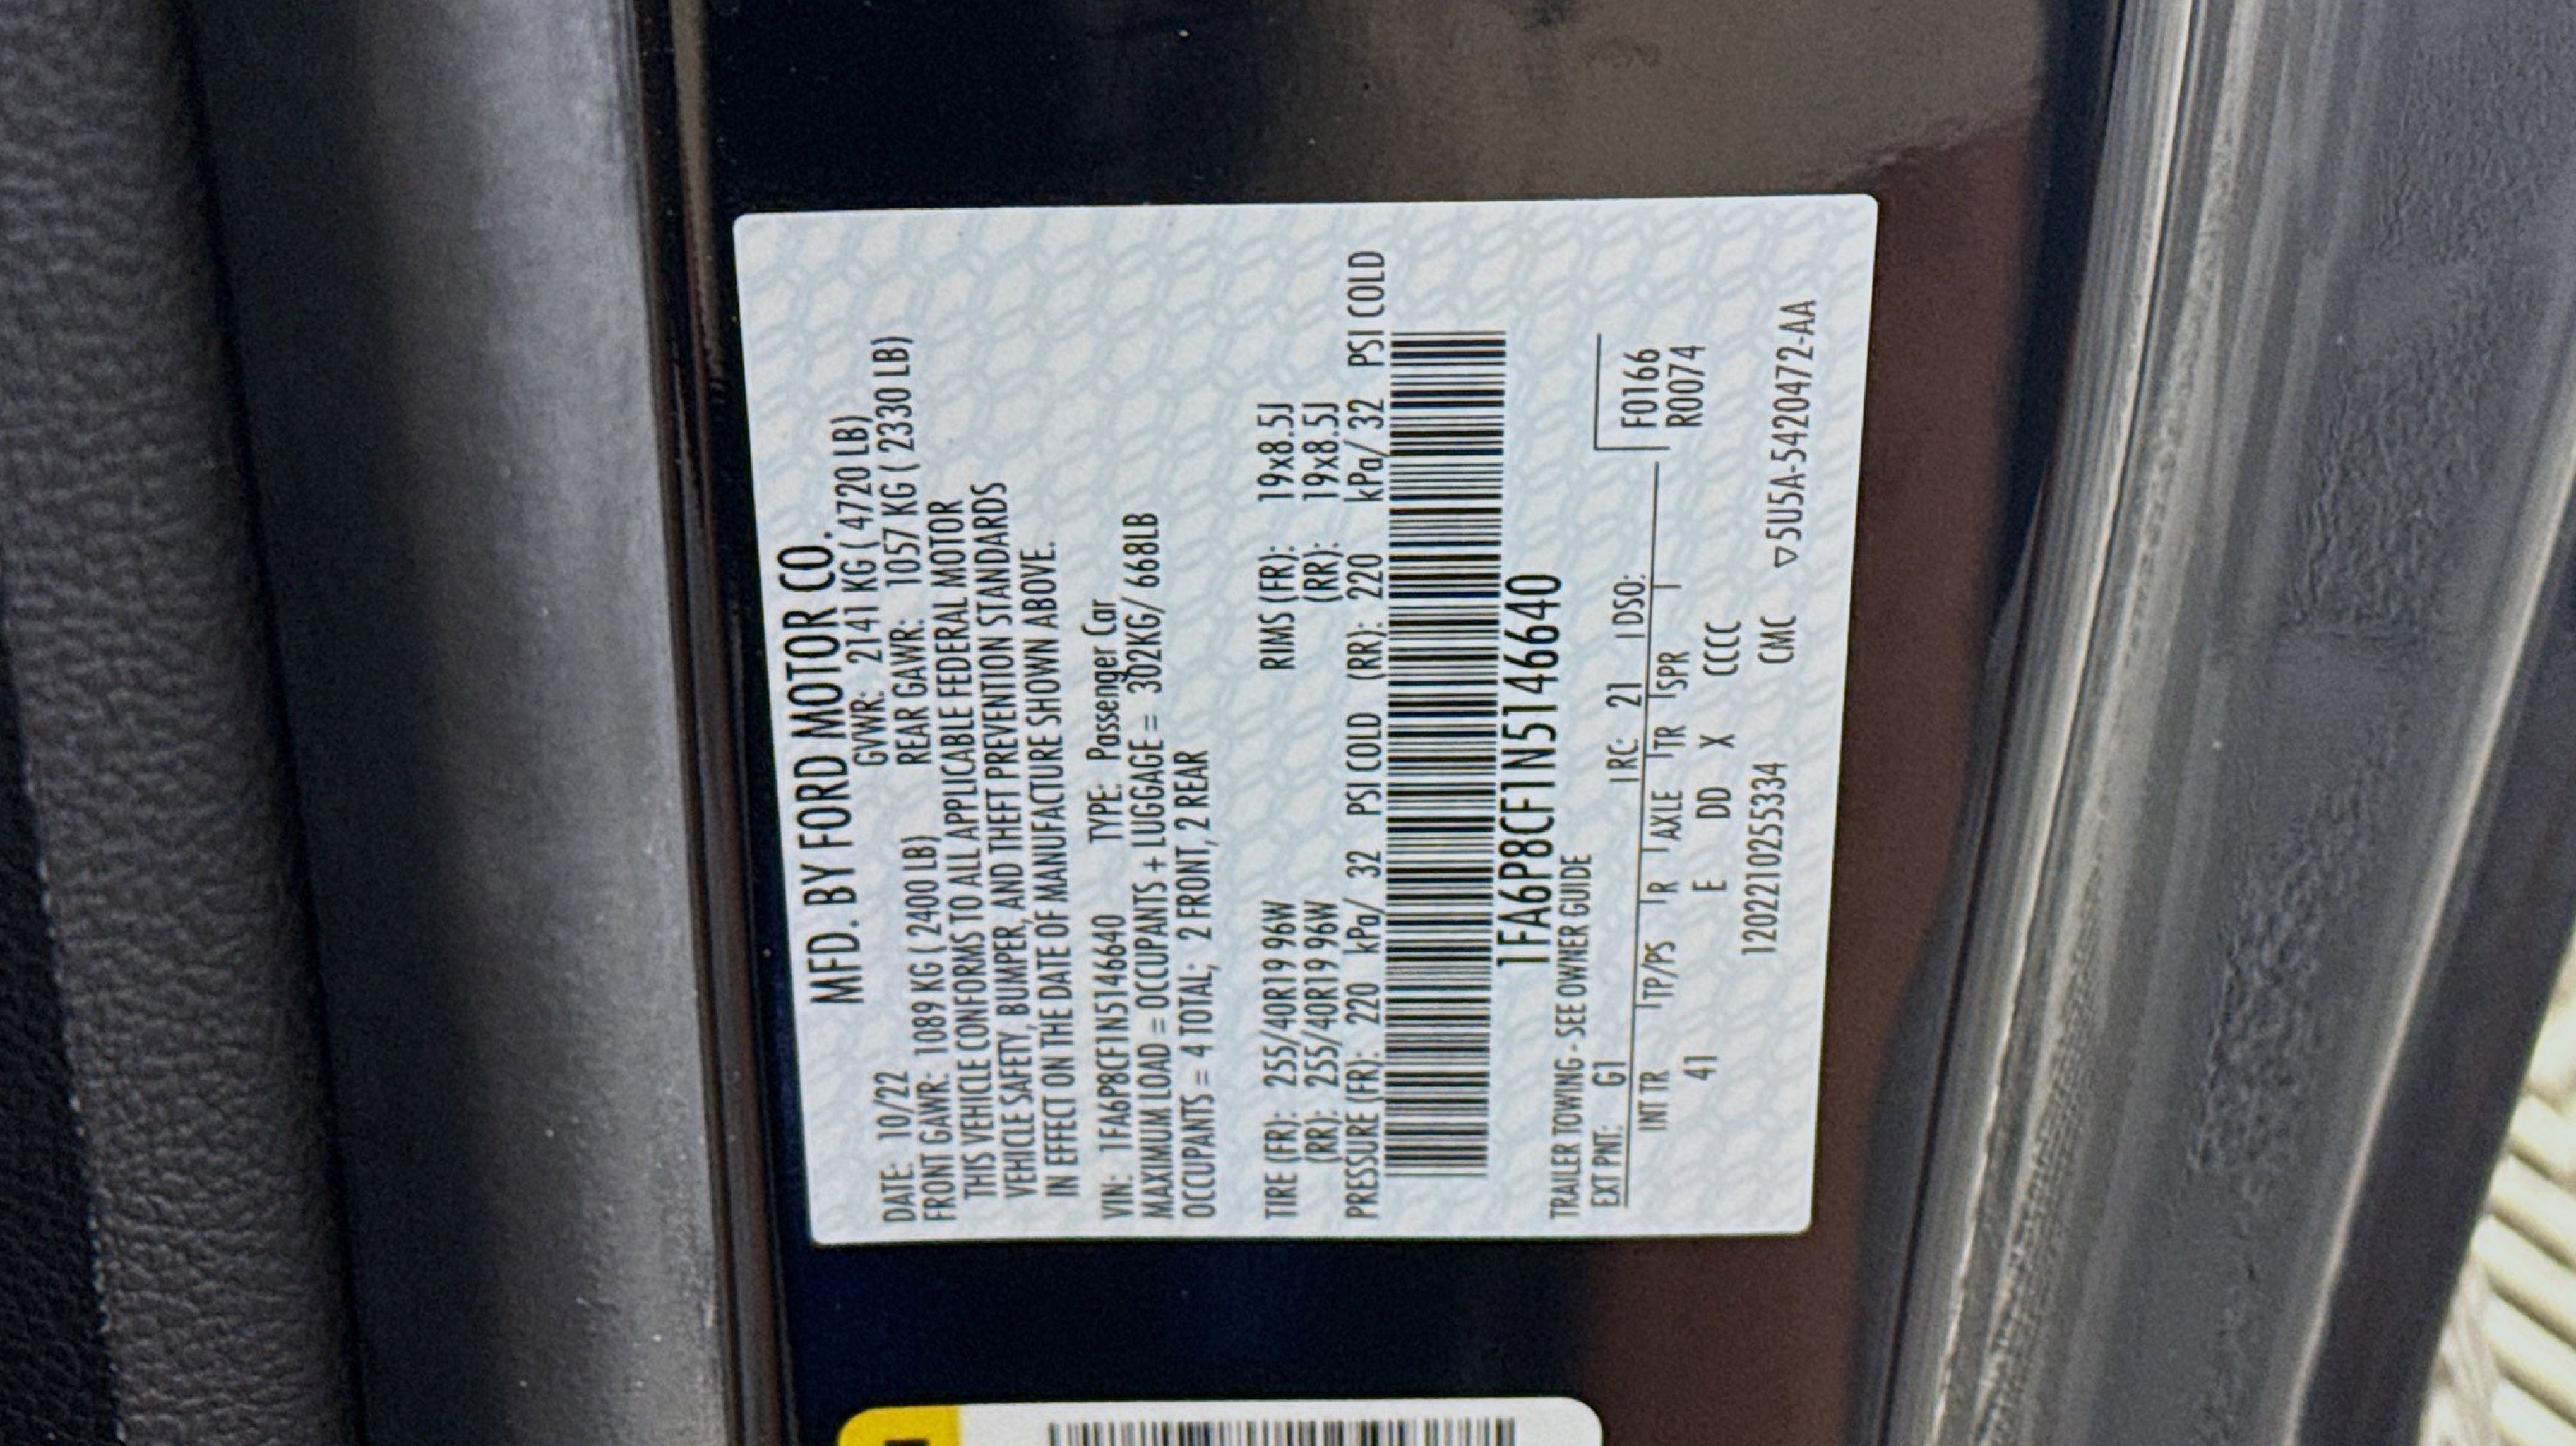 MFD. BY FORD MOTOR CO.
DATE: 10/22 GVWR: 2141 KG ( 4720 LB)
FRONT GAWR: 1089 KG ( 2400 LB) REAR GAWR: 1057 KG ( 2330 LB)
THIS VEHICLE CONFORMS TO ALL APPLICABLE FEDERAL MOTOR
VEHICLE SAFETY, BUMPER, AND THEFT PREVENTION STANDARDS
IN EFFECT ON THE DATE OF MANUFACTURE SHOWN ABOVE.
VIN: 1FA6P8CF1N5146640 TYPE: Passenger Car
MAXIMUM LOAD = OCCUPANTS + LUGGAGE = 302KG/ 668LB
OCCUPANTS = 4 TOTAL; 2 FRONT, 2 REAR
TIRE (FR): 255/40R19 96W RIMS (FR): 19x8.5J
(RR): 255/40R19 96W (RR): 19x8.5J
PRESSURE (FR): 220 kPa/ 32 PSI COLD (RR): 220 kPa/ 32 PSI COLD
1FA6P8CF1N5146640
TRAILER TOWING - SEE OWNER GUIDE
EXT PNT: G1 RC: 21 DSO: F0166
INT TR TP/PS R AXLE TR SPR R0074
41 E DD X CCCC
12022102553​34 CMC ▽5U5A-5420472-AA